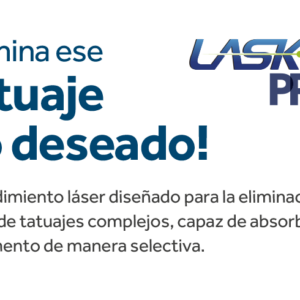 mina ese
tuaje
o deseado!
LASK
PR
dimiento láser diseñado para la eliminac
de tatuajes complejos, capaz de absorb
mento de manera selectiva.